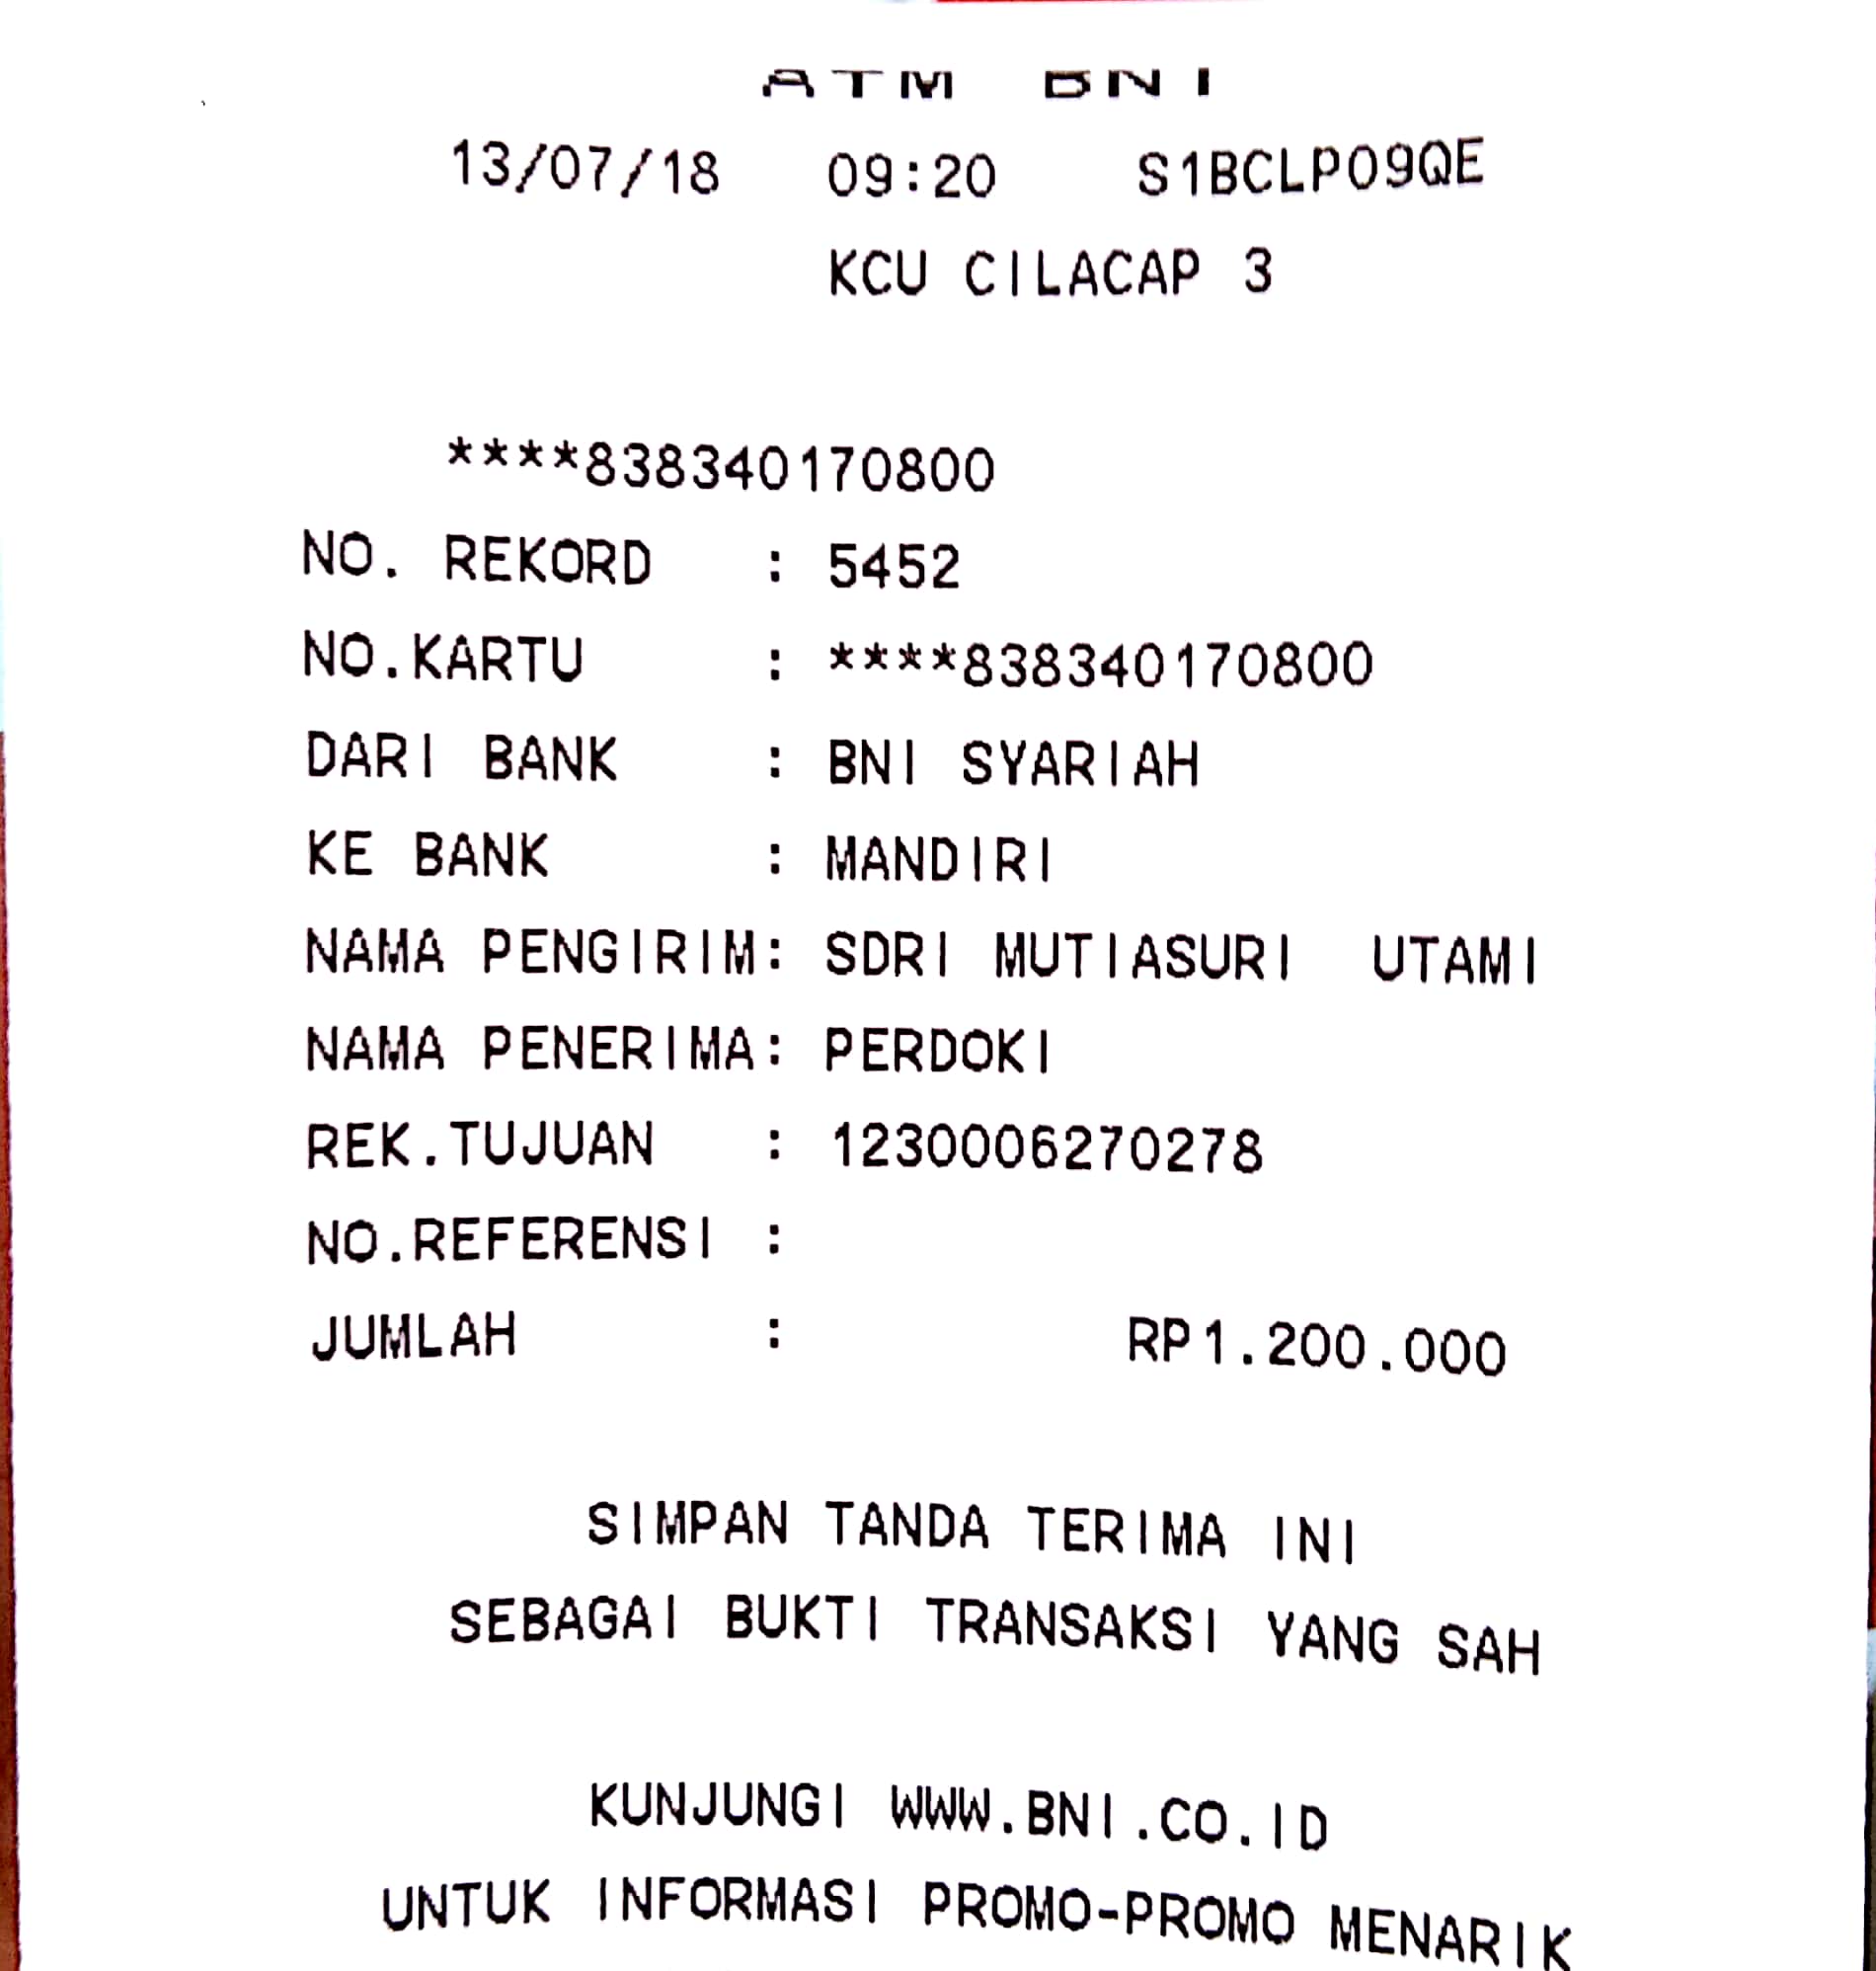 ATM BNI
13/07/18 09:20 S1BCLP09QE
KCU CILACAP 3
****838340170800
NO. REKORD : 5452
NO.KARTU : ****838340170800
DARI BANK : BNI SYARIAH
KE BANK : MANDIRI
NAMA PENGIRIM: SDRI MUTIASURI UTAMI
NAMA PENERIMA: PERDOKI
REK.TUJUAN : 1230006270278
NO.REFERENSI :
JUMLAH : RP1.200.000
SIMPAN TANDA TERIMA INI
SEBAGAI BUKTI TRANSAKSI YANG SAH
KUNJUNGI WWW.BNI.CO.ID
UNTUK INFORMASI PROMO-PROMO MENARIK